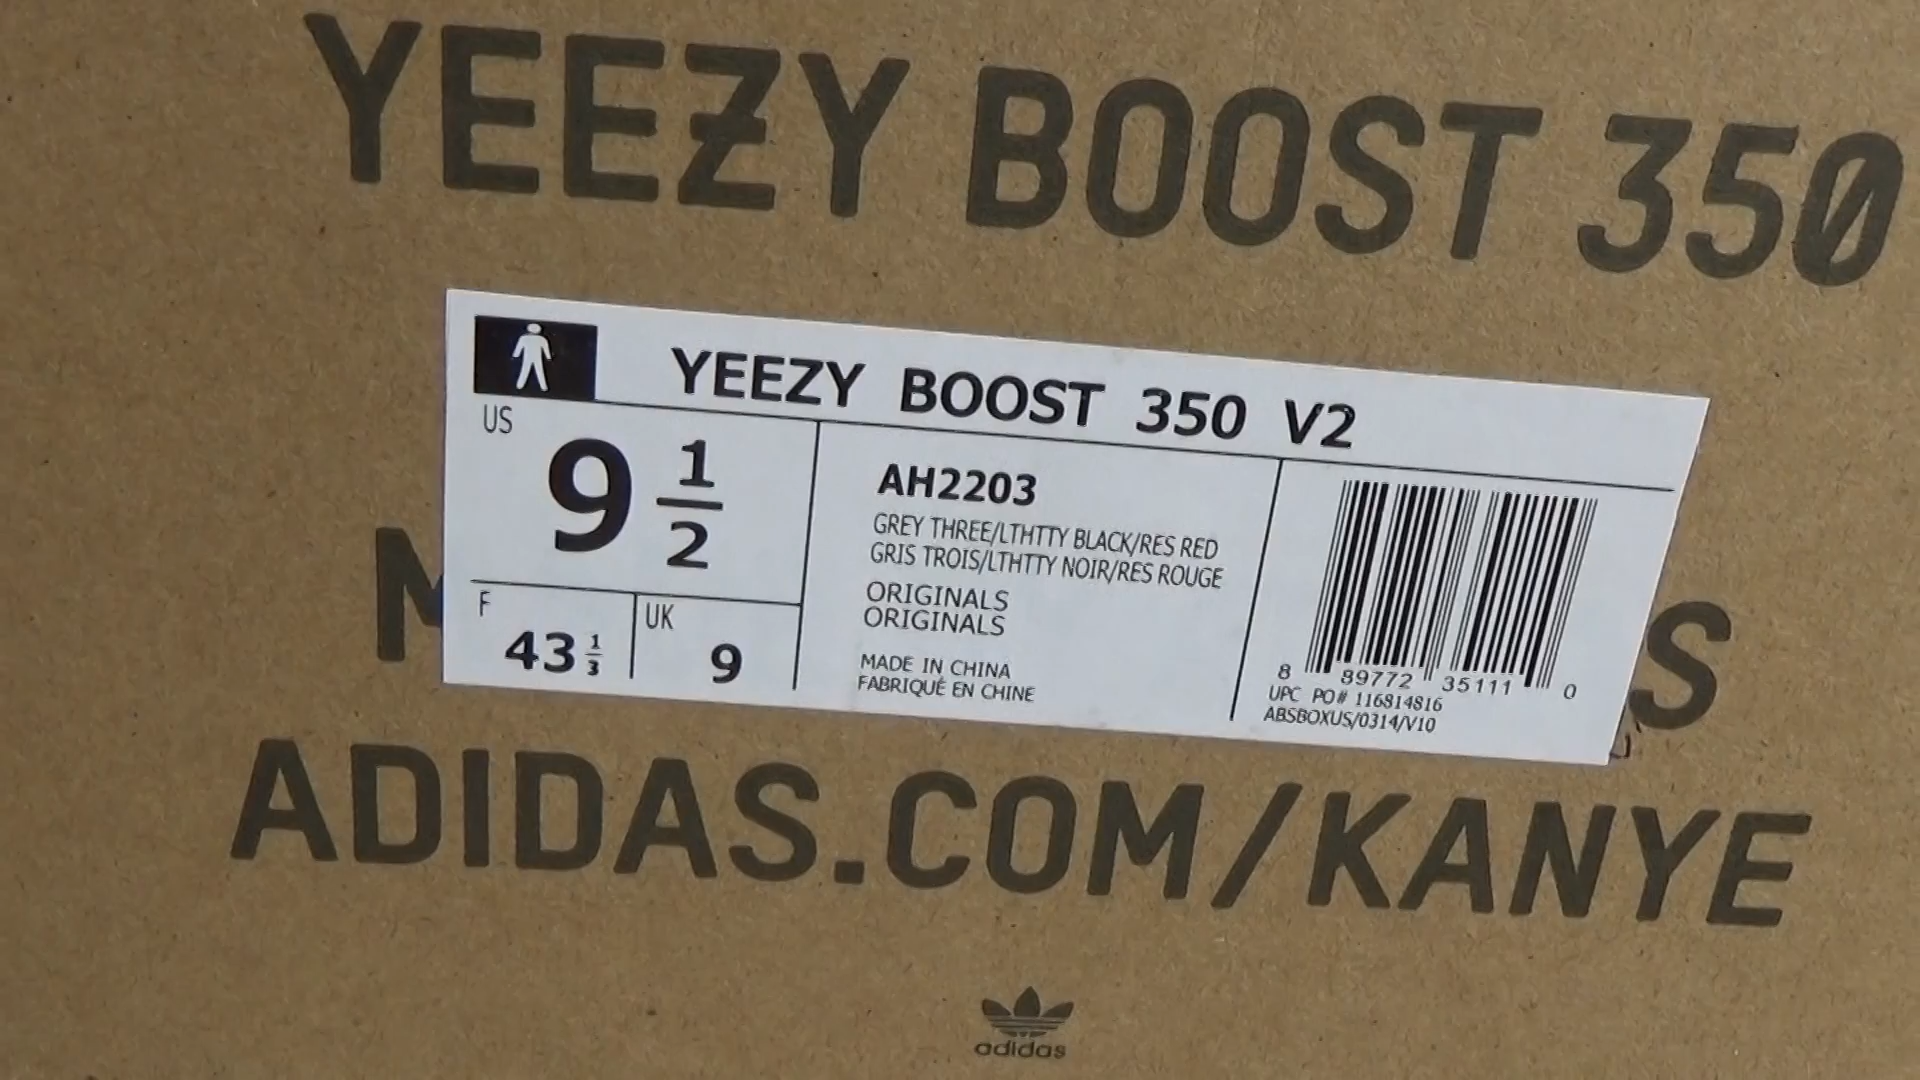 YEEZY BOOST 350
YEEZY BOOST 350 V2
US
9 1/2
F
43 1/3
UK
9
AH2203
GREY THREE/LTHTTY BLACK/RES RED
GRIS TROIS/LTHTTY NOIR/RES ROUGE
ORIGINALS
ORIGINALS
MADE IN CHINA
FABRIQUÉ EN CHINE
8 89772 35111 0
UPC PO# 116814816
ABSBOXUS/0314/V10
ADIDAS.COM/KANYE
adidas